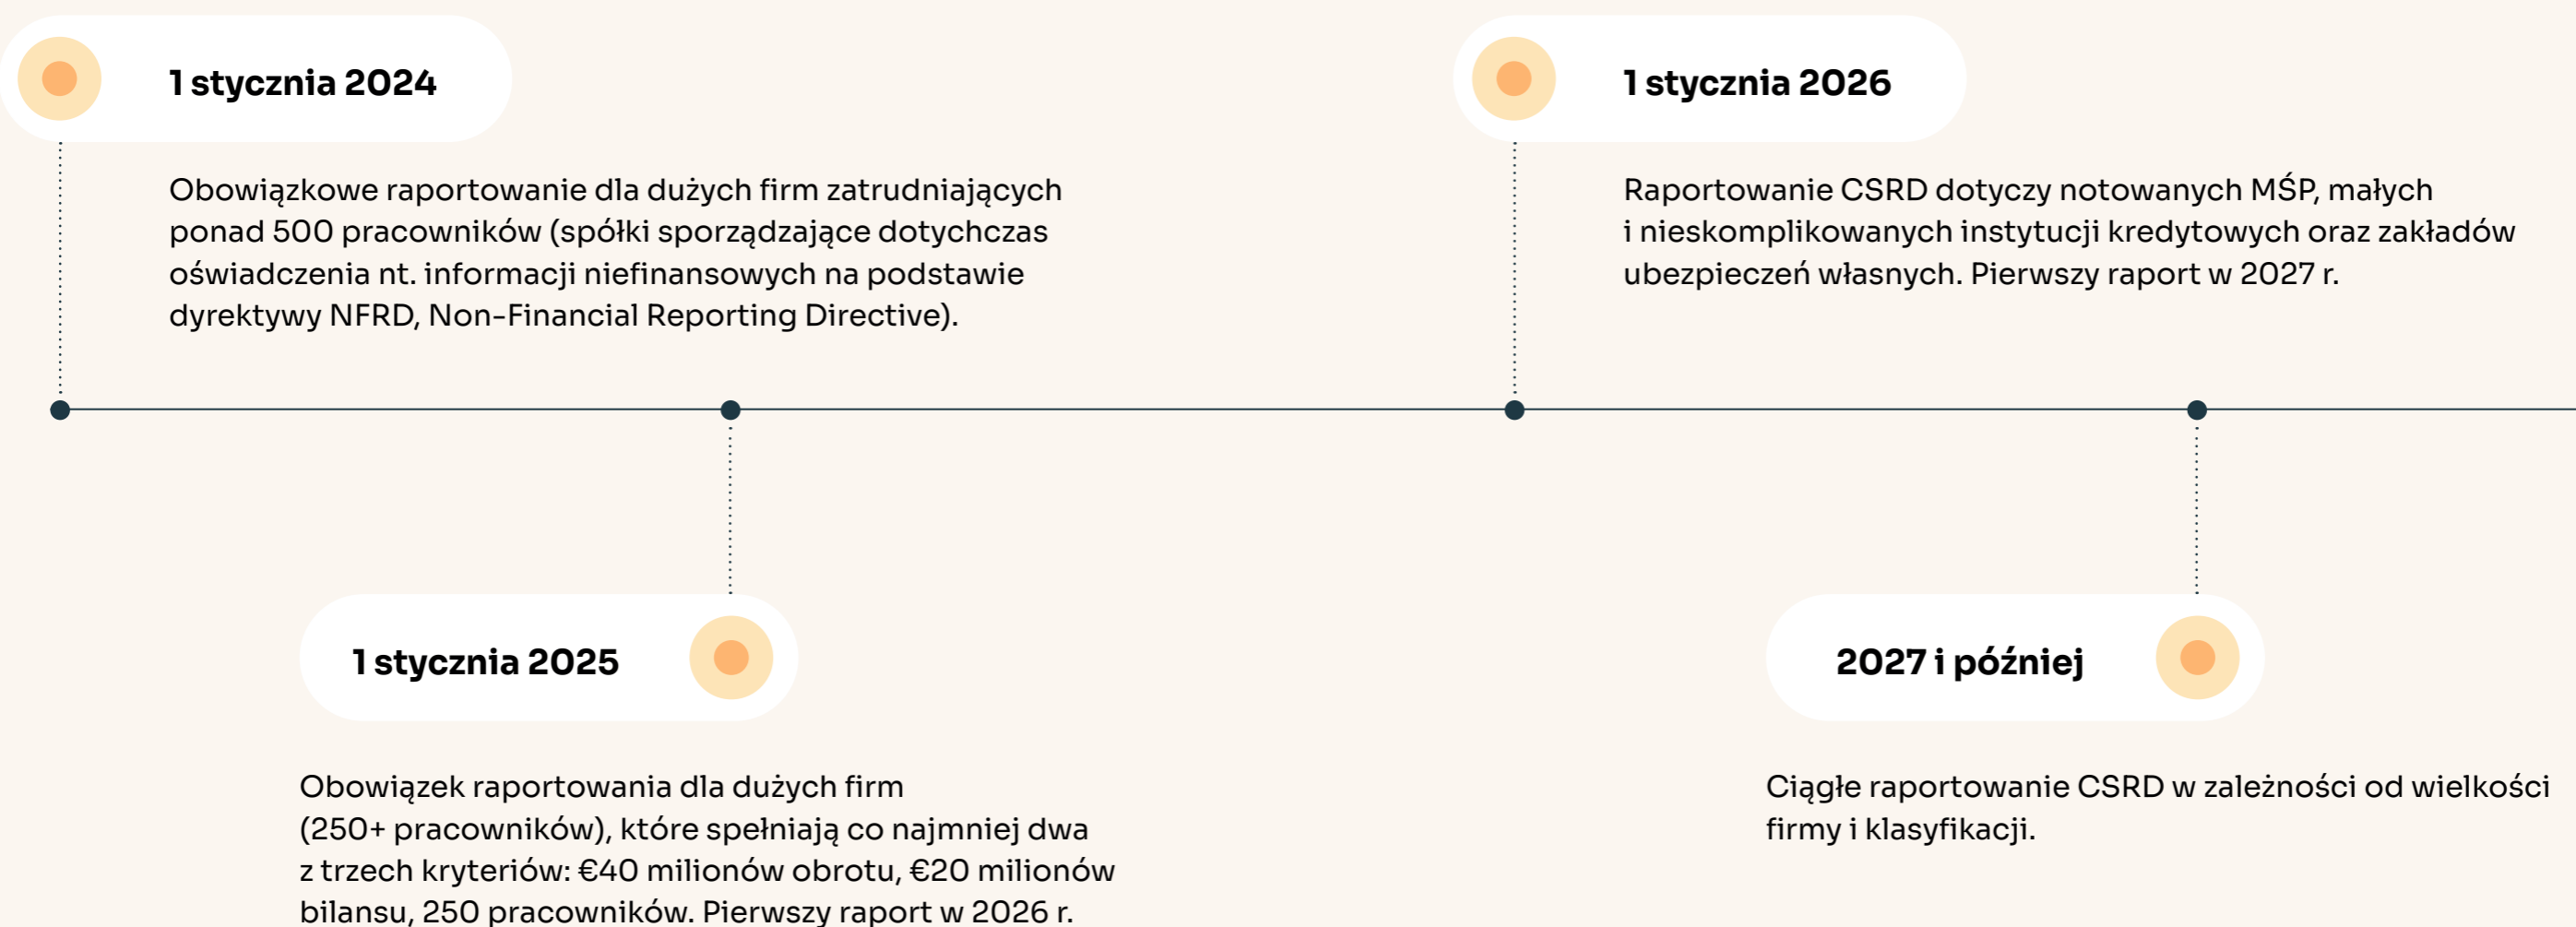 1 stycznia 2024
Obowiązkowe raportowanie dla dużych firm zatrudniających
ponad 500 pracowników (spółki sporządzające dotychczas
oświadczenia nt. informacji niefinansowych na podstawie
dyrektywy NFRD, Non-Financial Reporting Directive).
1 stycznia 2026
Raportowanie CSRD dotyczy notowanych MŚP, małych
i nieskomplikowanych instytucji kredytowych oraz zakładów
ubezpieczeń własnych. Pierwszy raport w 2027 r.
1 stycznia 2025
Obowiązek raportowania dla dużych firm
(250+ pracowników), które spełniają co najmniej dwa
z trzech kryteriów: €40 milionów obrotu, €20 milionów
bilansu, 250 pracowników. Pierwszy raport w 2026 r.
2027 i później
Ciągłe raportowanie CSRD w zależności od wielkości
firmy i klasyfikacji.